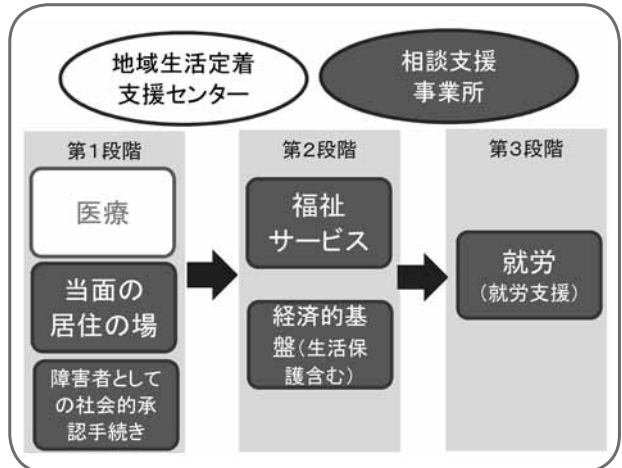 地域生活定着
支援センター
相談支援
事業所
第1段階
医療
当面の
居住の場
障害者として
の社会的承
認手続き
第2段階
福祉
サービス
経済的基
盤(生活保
護含む)
第3段階
就労
(就労支援)